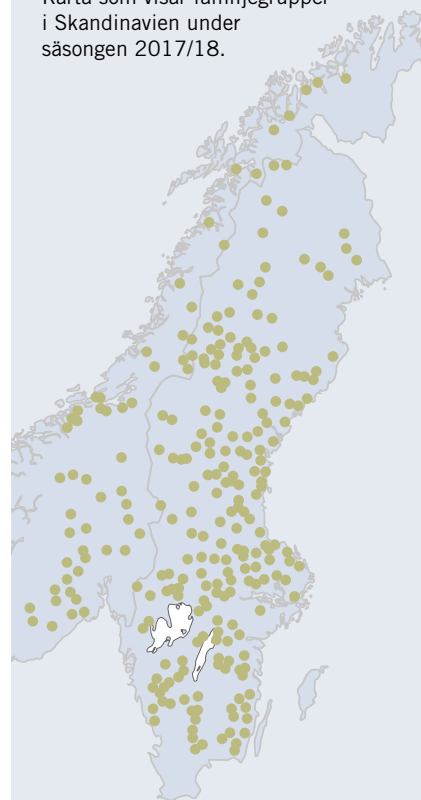 Karta som visar familjegrupper
i Skandinavien under
säsongen 2017/18.